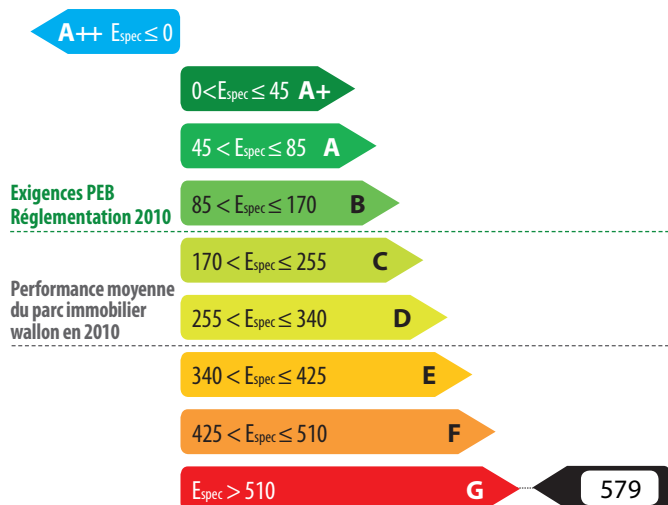 A++ Espec ≤ 0
0<Espec ≤ 45 A+
45 < Espec ≤ 85 A
Exigences PEB
Réglementation 2010
85 < Espec ≤ 170 B
170 < Espec ≤ 255 C
Performance moyenne
du parc immobilier
wallon en 2010
255 < Espec ≤ 340 D
340 < Espec ≤ 425 E
425 < Espec ≤ 510 F
Espec > 510 G 579